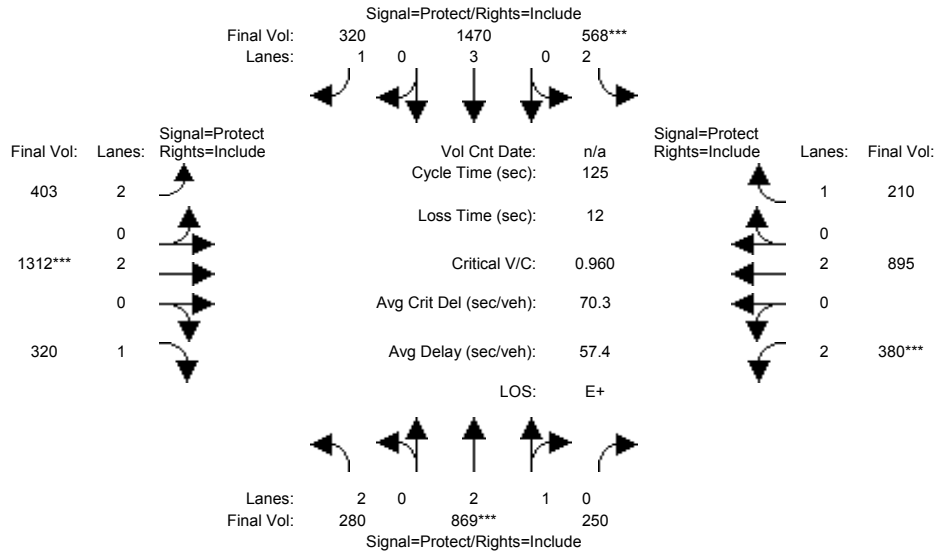 Signal=Protect/Rights=Include
Final Vol: 320 1470 568***
Lanes: 1 0 3 0 2
Signal=Protect
Final Vol: Lanes: Rights=Include
Vol Cnt Date: n/a
Signal=Protect
Rights=Include Lanes: Final Vol:
Cycle Time (sec): 125
403 2
1 210
Loss Time (sec): 12
0
0
1312*** 2
Critical V/C: 0.960
2 895
0
Avg Crit Del (sec/veh): 70.3
0
320 1
Avg Delay (sec/veh): 57.4
2 380***
LOS: E+
Lanes: 2 0 2 1 0
Final Vol: 280 869*** 250
Signal=Protect/Rights=Include